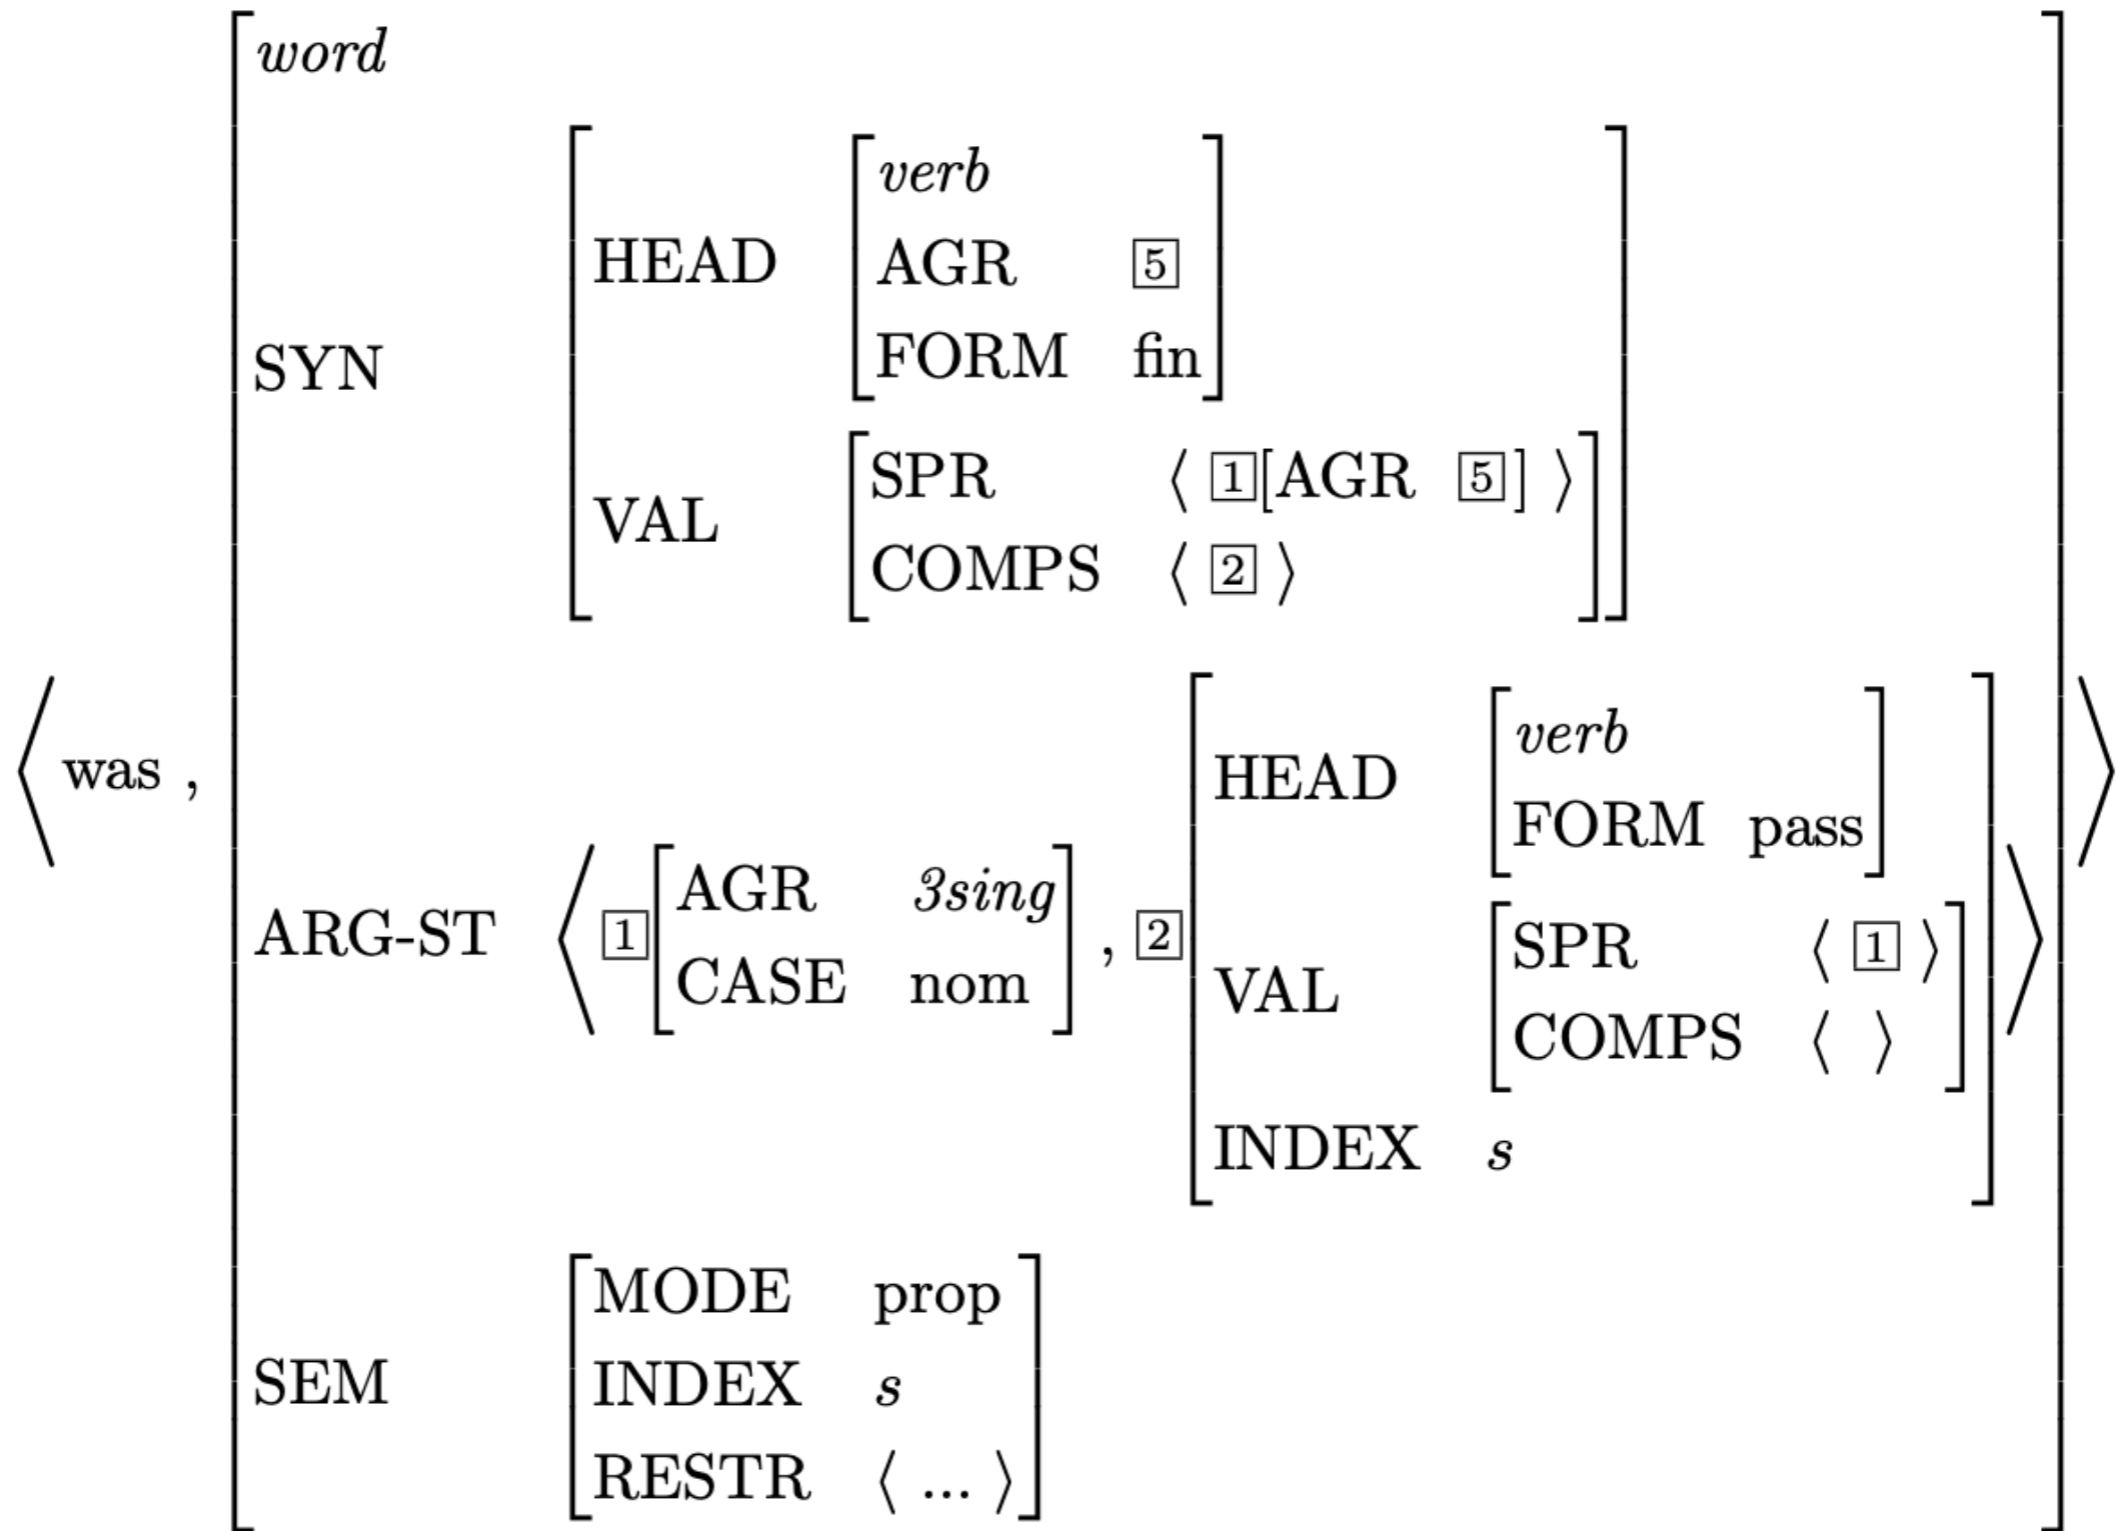 word
verb
HEAD AGR 5
FORM fin
SYN
SPR ⟨ 1[AGR 5] ⟩
VAL
COMPS ⟨ 2 ⟩
verb
HEAD
FORM pass
⟨ was , ⟩
AGR 3sing
SPR ⟨ 1 ⟩
ARG-ST ⟨ 1 , 2 ⟩
CASE nom
VAL
COMPS ⟨ ⟩
INDEX s
MODE prop
SEM INDEX s
RESTR ⟨ ... ⟩